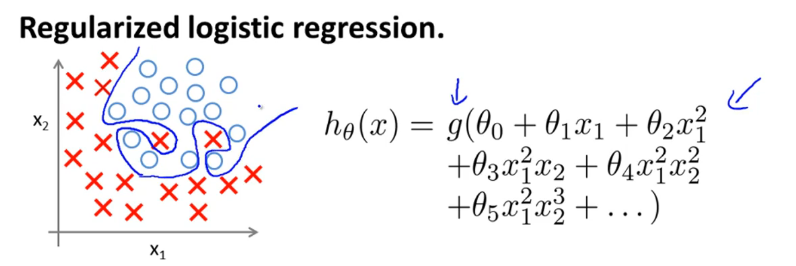 Regularized logistic regression.
x₂
x₁
hθ(x) = g(θ₀ + θ₁x₁ + θ₂x₁²
+θ₃x₁²x₂ + θ₄x₁²x₂²
+θ₅x₁²x₂³ + . . . )